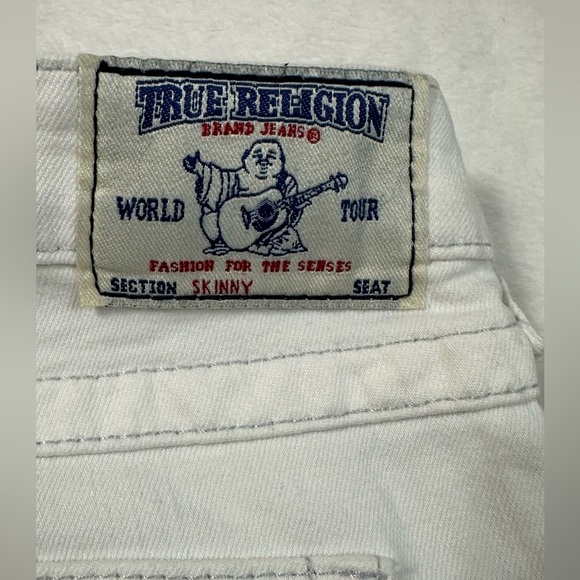 TRUE RELIGION
BRAND JEANS®
WORLD TOUR
FASHION FOR THE SENSES
SECTION SKINNY SEAT